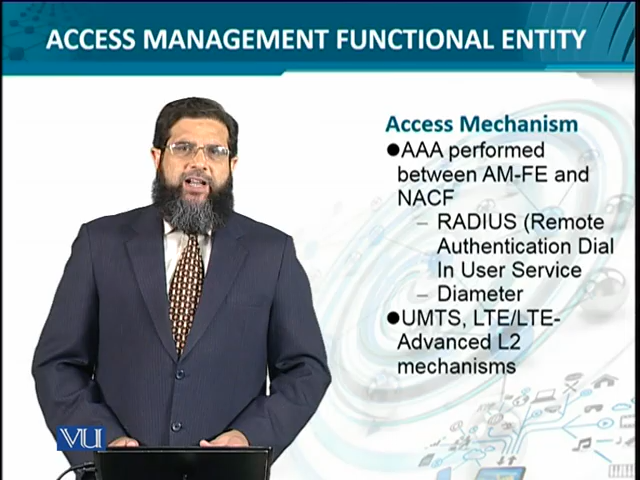 ACCESS MANAGEMENT FUNCTIONAL ENTITY
Access Mechanism
●AAA performed
between AM-FE and
NACF
– RADIUS (Remote
Authentication Dial
In User Service
– Diameter
●UMTS, LTE/LTE-
Advanced L2
mechanisms
VU